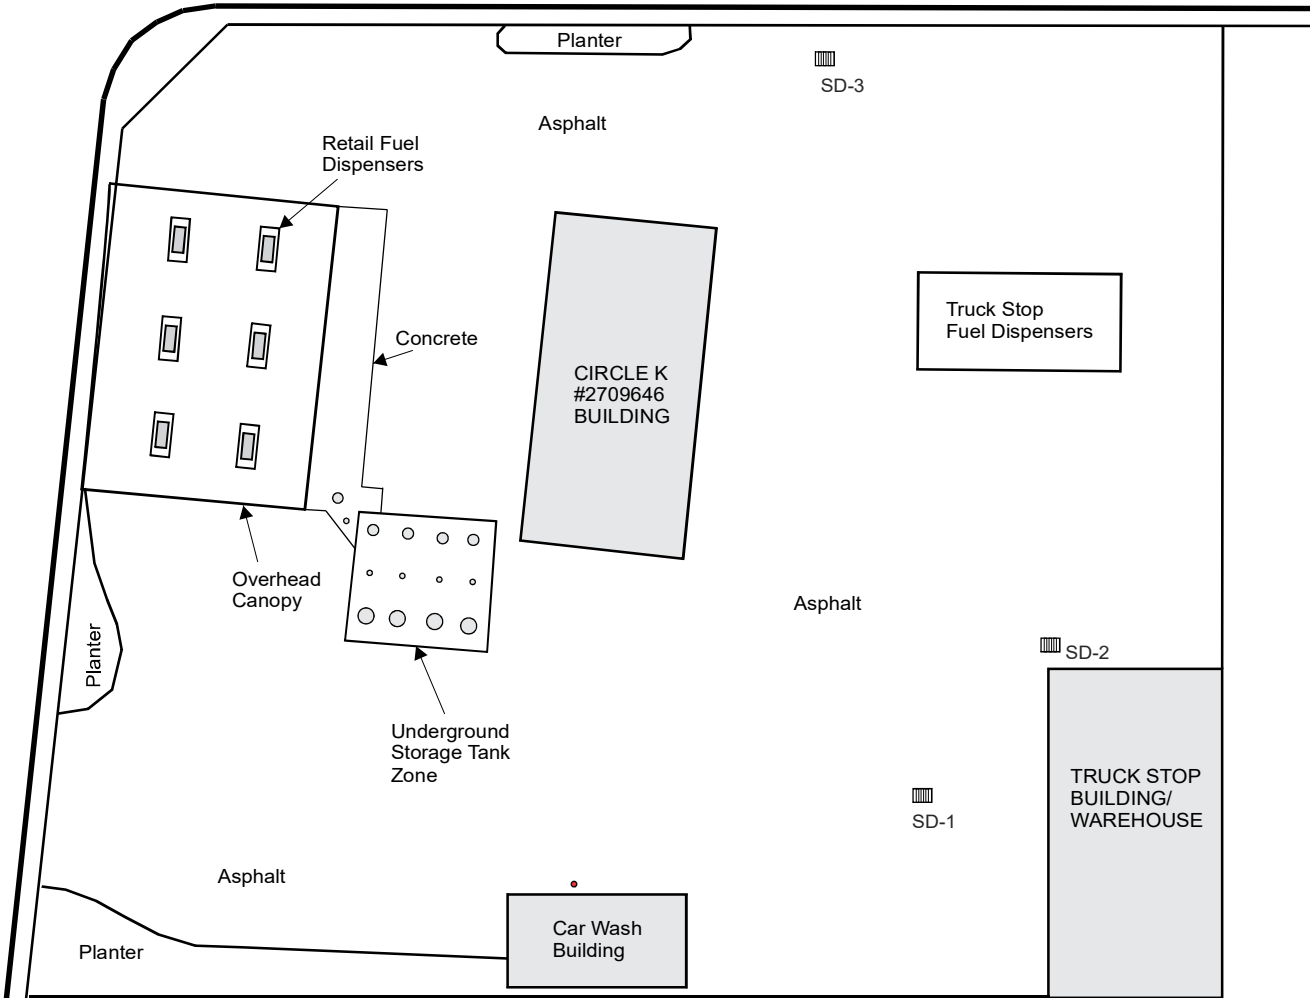 Planter
SD-3
Asphalt
Retail Fuel
Dispensers
Truck Stop
Fuel Dispensers
Concrete
CIRCLE K
#2709646
BUILDING
Overhead
Canopy
Asphalt
Planter
SD-2
Underground
Storage Tank
Zone
TRUCK STOP
BUILDING/
WAREHOUSE
SD-1
Asphalt
Car Wash
Building
Planter